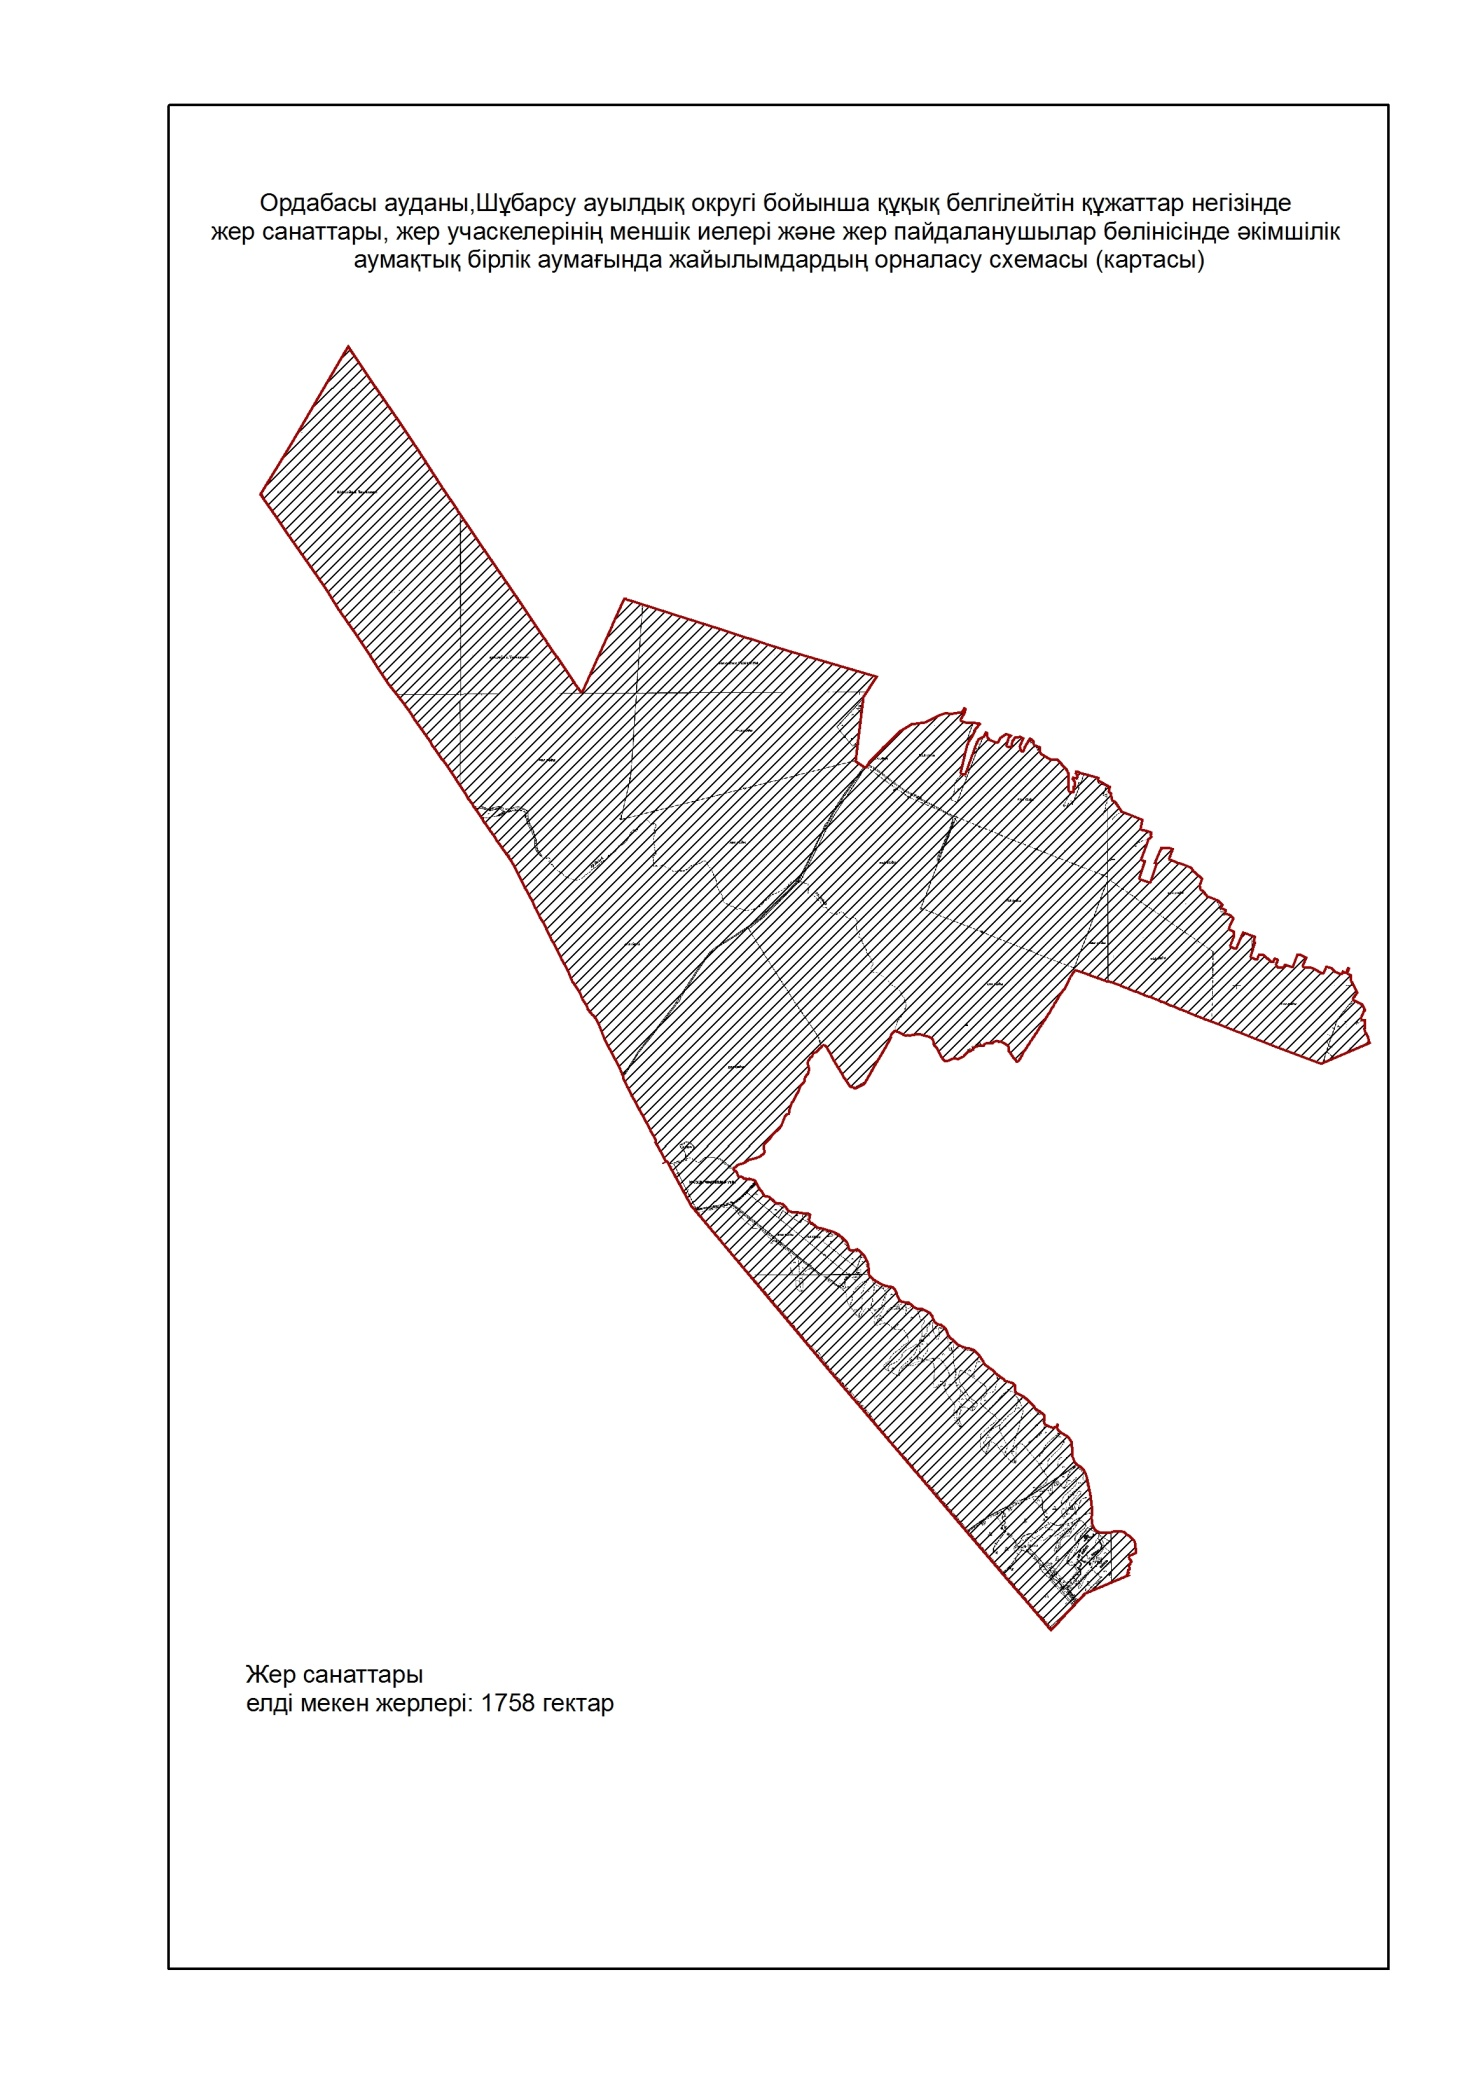 Ордабасы ауданы,Шұбарсу ауылдық округі бойынша құқық белгілейтін құжаттар негізінде
жер санаттары, жер учаскелерінің меншік иелері және жер пайдаланушылар бөлінісінде әкімшілік
аумақтық бірлік аумағында жайылымдардың орналасу схемасы (картасы)
Жер санаттары
елді мекен жерлері: 1758 гектар